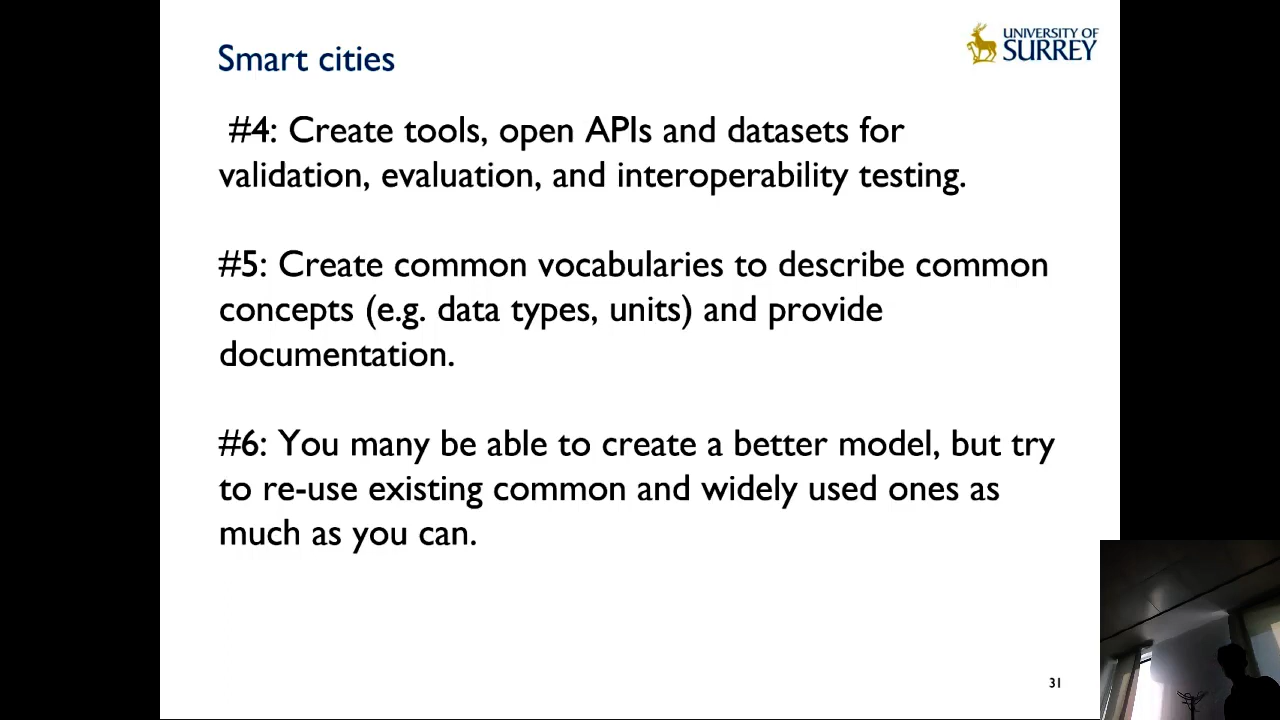 Smart cities
UNIVERSITY OF
SURREY
#4: Create tools, open APIs and datasets for
validation, evaluation, and interoperability testing.
#5: Create common vocabularies to describe common
concepts (e.g. data types, units) and provide
documentation.
#6: You many be able to create a better model, but try
to re-use existing common and widely used ones as
much as you can.
31